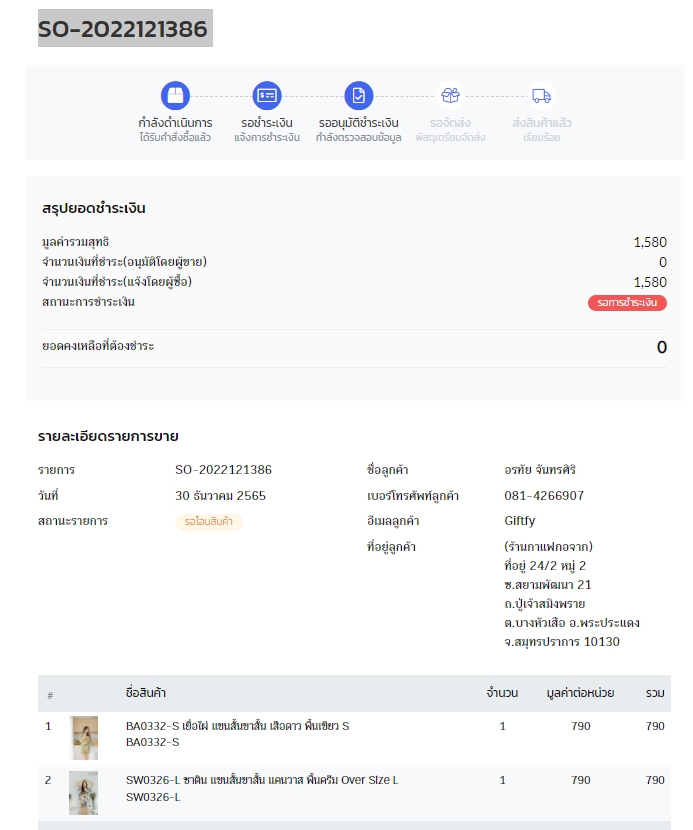 SO-2022121386
กำลังดำเนินการ รอชำระเงิน รออนุมัติชำระเงิน รอจัดส่ง ส่งสินค้าแล้ว
ได้รับคำสั่งซื้อแล้ว แจ้งการชำระเงิน กำลังตรวจสอบข้อมูล พัสดุเตรียมจัดส่ง เรียบร้อย
สรุปยอดชำระเงิน
มูลค่ารวมสุทธิ 1,580
จำนวนเงินที่ชำระ(อนุมัติโดยผู้ขาย) 0
จำนวนเงินที่ชำระ(แจ้งโดยผู้ซื้อ) 1,580
สถานะการชำระเงิน รอการชำระเงิน
ยอดคงเหลือที่ต้องชำระ 0
รายละเอียดรายการขาย
รายการ SO-2022121386 ชื่อลูกค้า อรทัย จันทรศิริ
วันที่ 30 ธันวาคม 2565 เบอร์โทรศัพท์ลูกค้า 081-4266907
สถานะรายการ รอโอนสินค้า อีเมลลูกค้า Giftfy
ที่อยู่ลูกค้า (ร้านกาแฟกอจาก)
ที่อยู่ 24/2 หมู่ 2
ซ.สยามพัฒนา 21
ถ.ปู่เจ้าสมิงพราย
ต.บางหัวเสือ อ.พระประแดง
จ.สมุทรปราการ 10130
# ชื่อสินค้า จำนวน มูลค่าต่อหน่วย รวม
1 BA0332-S เยื่อไผ่ แขนสั้นขาสั้น เสือดาว พื้นเขียว S 1 790 790
BA0332-S
2 SW0326-L ซาติน แขนสั้นขาสั้น แคนวาส พื้นครีม Over Size L 1 790 790
SW0326-L